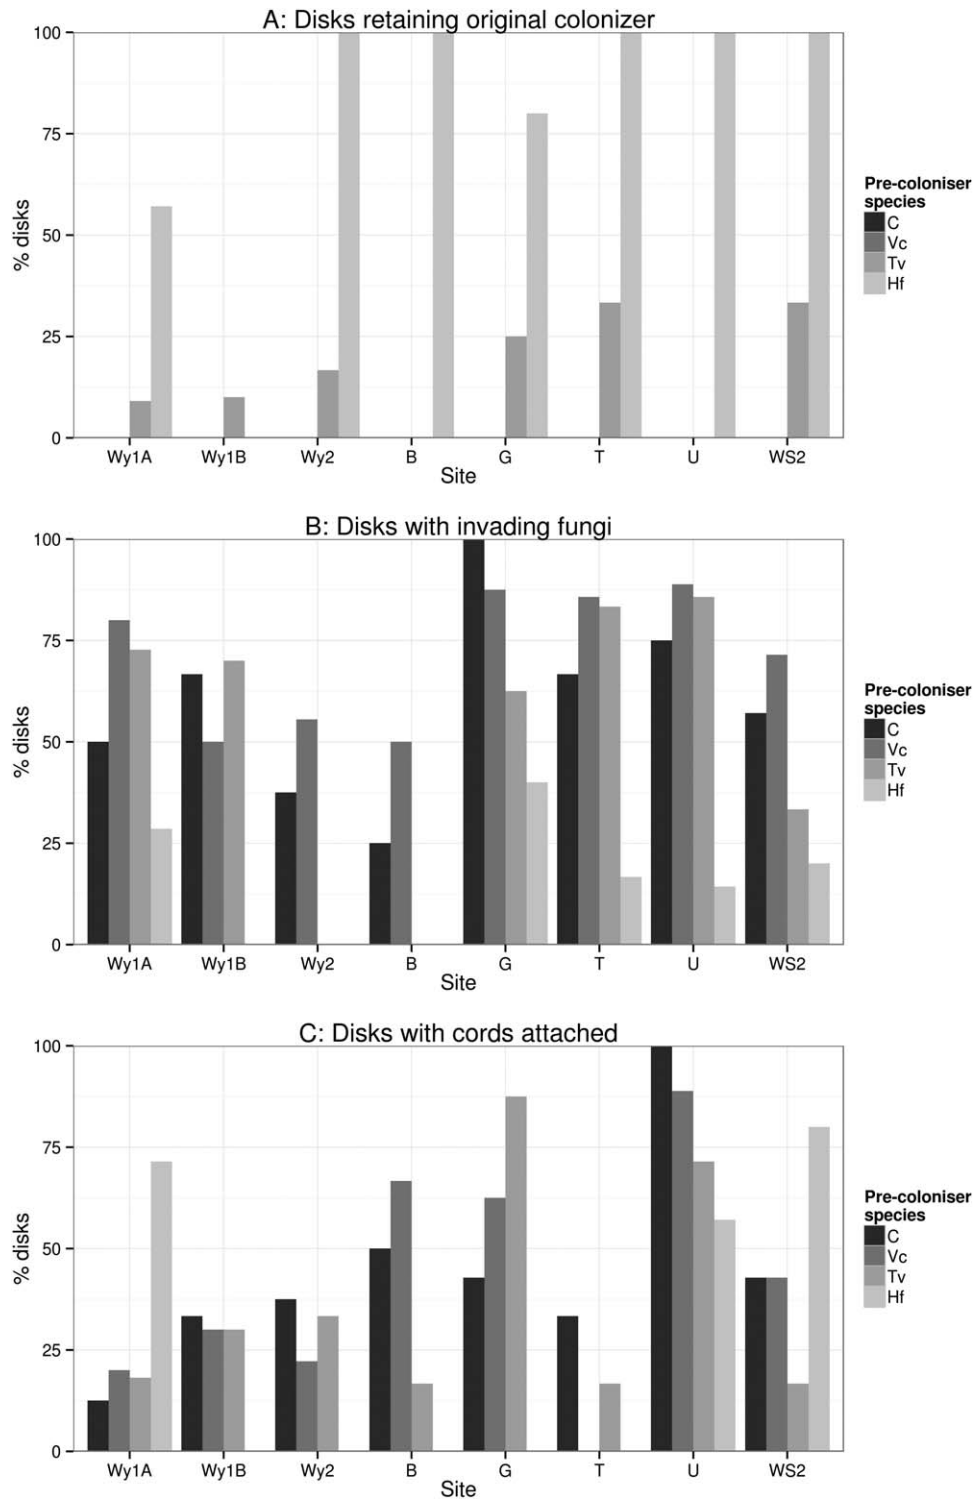 A: Disks retaining original colonizer
100
75
50
25
0
% disks
Wy1A Wy1B Wy2 B G T U WS2
Site
Pre-coloniser
species
C
Vc
Tv
Hf
B: Disks with invading fungi
100
75
50
25
0
% disks
Wy1A Wy1B Wy2 B G T U WS2
Site
Pre-coloniser
species
C
Vc
Tv
Hf
C: Disks with cords attached
100
75
50
25
0
% disks
Wy1A Wy1B Wy2 B G T U WS2
Site
Pre-coloniser
species
C
Vc
Tv
Hf